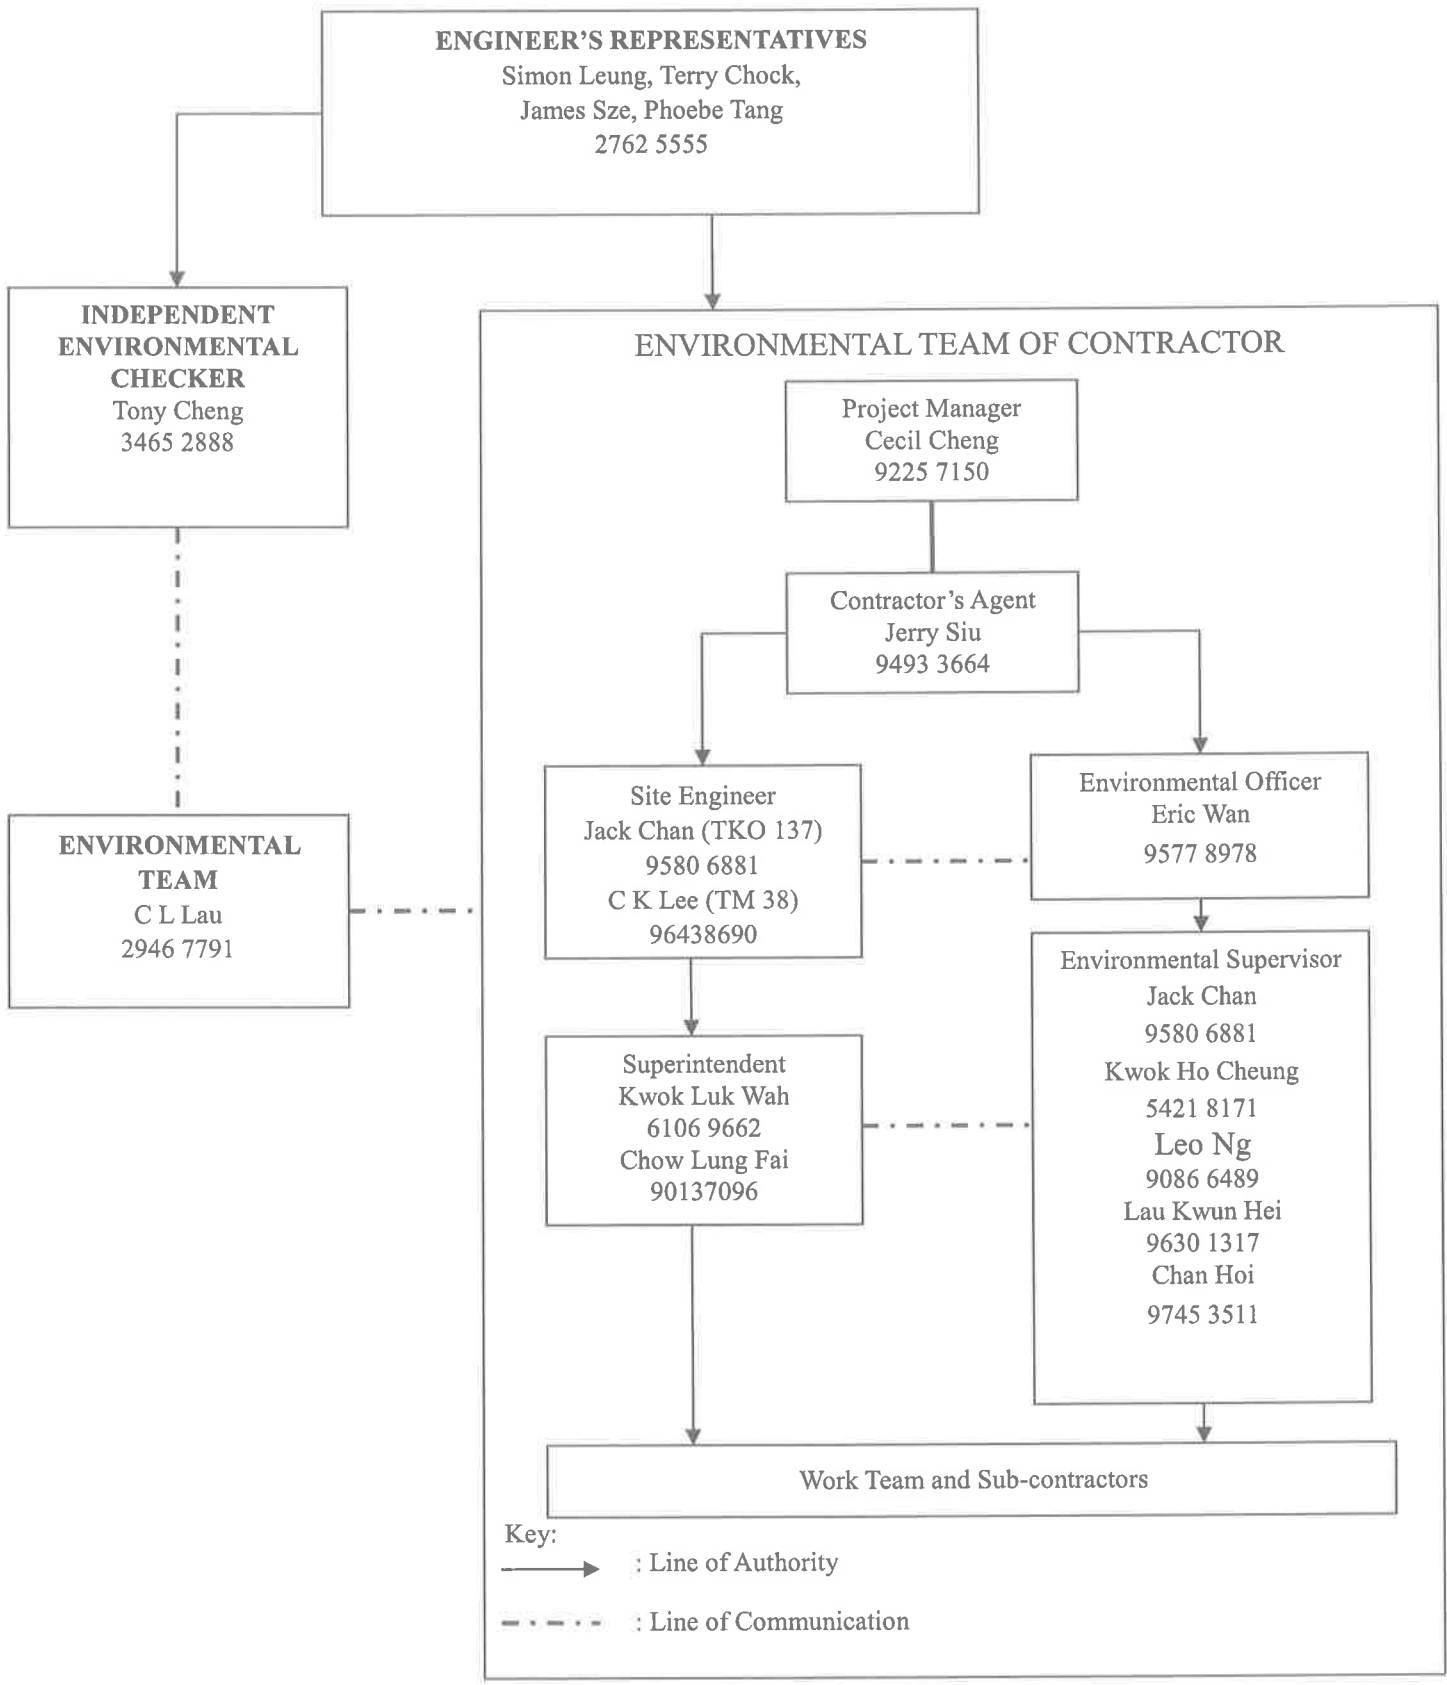 ENGINEER’S REPRESENTATIVES
Simon Leung, Terry Chock,
James Sze, Phoebe Tang
2762 5555
INDEPENDENT
ENVIRONMENTAL
CHECKER
Tony Cheng
3465 2888
ENVIRONMENTAL
TEAM
C L Lau
2946 7791
ENVIRONMENTAL TEAM OF CONTRACTOR
Project Manager
Cecil Cheng
9225 7150
Contractor’s Agent
Jerry Siu
9493 3664
Site Engineer
Jack Chan (TKO 137)
9580 6881
C K Lee (TM 38)
96438690
Environmental Officer
Eric Wan
9577 8978
Superintendent
Kwok Luk Wah
6106 9662
Chow Lung Fai
90137096
Environmental Supervisor
Jack Chan
9580 6881
Kwok Ho Cheung
5421 8171
Leo Ng
9086 6489
Lau Kwun Hei
9630 1317
Chan Hoi
9745 3511
Work Team and Sub-contractors
Key:
: Line of Authority
: Line of Communication